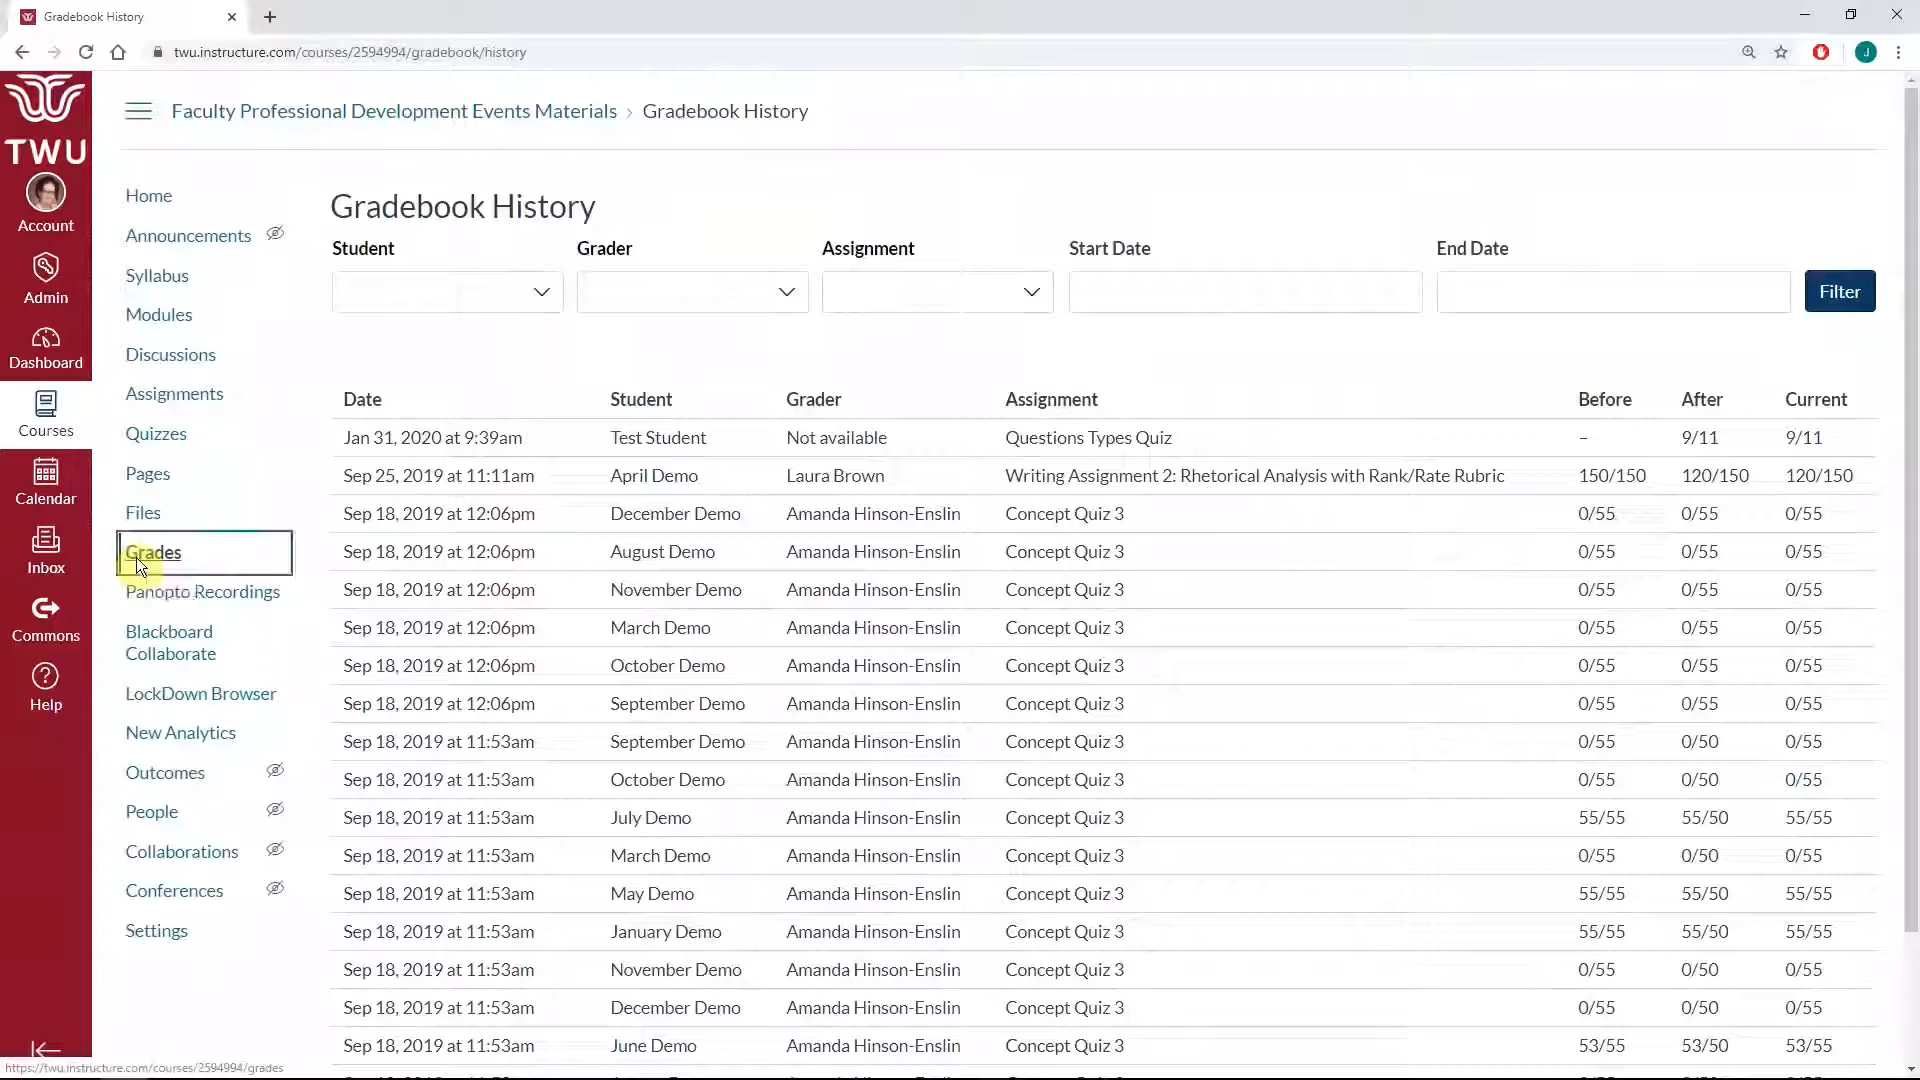 Gradebook History
twu.instructure.com/courses/2594994/gradebook/history
J
TWU
Account
Admin
Dashboard
Courses
Calendar
Inbox
Commons
Help
Faculty Professional Development Events Materials › Gradebook History
Home
Announcements
Syllabus
Modules
Discussions
Assignments
Quizzes
Pages
Files
Grades
Panopto Recordings
Blackboard
Collaborate
LockDown Browser
New Analytics
Outcomes
People
Collaborations
Conferences
Settings
Gradebook History
Student Grader Assignment Start Date End Date
Filter
Date Student Grader Assignment Before After Current
Jan 31, 2020 at 9:39am Test Student Not available Questions Types Quiz – 9/11 9/11
Sep 25, 2019 at 11:11am April Demo Laura Brown Writing Assignment 2: Rhetorical Analysis with Rank/Rate Rubric 150/150 120/150 120/150
Sep 18, 2019 at 12:06pm December Demo Amanda Hinson-Enslin Concept Quiz 3 0/55 0/55 0/55
Sep 18, 2019 at 12:06pm August Demo Amanda Hinson-Enslin Concept Quiz 3 0/55 0/55 0/55
Sep 18, 2019 at 12:06pm November Demo Amanda Hinson-Enslin Concept Quiz 3 0/55 0/55 0/55
Sep 18, 2019 at 12:06pm March Demo Amanda Hinson-Enslin Concept Quiz 3 0/55 0/55 0/55
Sep 18, 2019 at 12:06pm October Demo Amanda Hinson-Enslin Concept Quiz 3 0/55 0/55 0/55
Sep 18, 2019 at 12:06pm September Demo Amanda Hinson-Enslin Concept Quiz 3 0/55 0/55 0/55
Sep 18, 2019 at 11:53am September Demo Amanda Hinson-Enslin Concept Quiz 3 0/55 0/50 0/55
Sep 18, 2019 at 11:53am October Demo Amanda Hinson-Enslin Concept Quiz 3 0/55 0/50 0/55
Sep 18, 2019 at 11:53am July Demo Amanda Hinson-Enslin Concept Quiz 3 55/55 55/50 55/55
Sep 18, 2019 at 11:53am March Demo Amanda Hinson-Enslin Concept Quiz 3 0/55 0/50 0/55
Sep 18, 2019 at 11:53am May Demo Amanda Hinson-Enslin Concept Quiz 3 55/55 55/50 55/55
Sep 18, 2019 at 11:53am January Demo Amanda Hinson-Enslin Concept Quiz 3 55/55 55/50 55/55
Sep 18, 2019 at 11:53am November Demo Amanda Hinson-Enslin Concept Quiz 3 0/55 0/50 0/55
Sep 18, 2019 at 11:53am December Demo Amanda Hinson-Enslin Concept Quiz 3 0/55 0/50 0/55
Sep 18, 2019 at 11:53am June Demo Amanda Hinson-Enslin Concept Quiz 3 53/55 53/50 53/55
https://twu.instructure.com/courses/2594994/grades